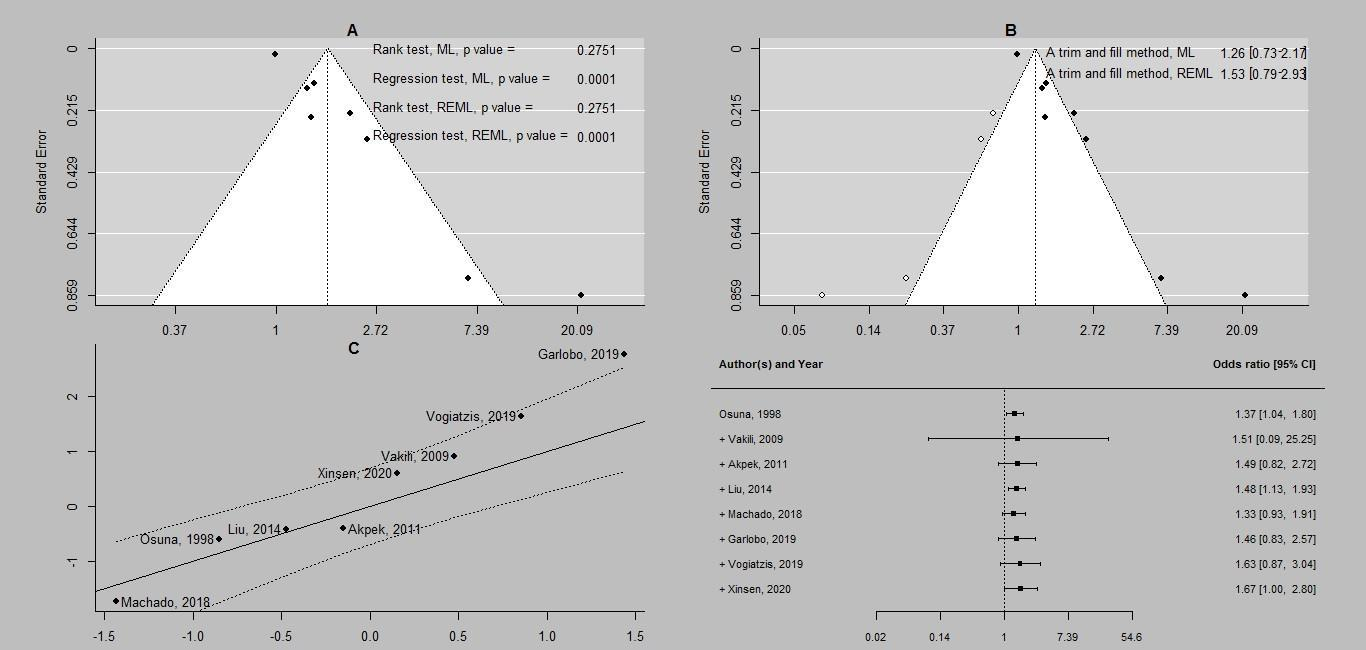 A
Rank test, ML, p value = 0.2751
Regression test, ML, p value = 0.0001
Rank test, REML, p value = 0.2751
Regression test, REML, p value = 0.0001
Standard Error
0
0.215
0.429
0.644
0.859
0.37 1 2.72 7.39 20.09
B
A trim and fill method, ML 1.26 [0.73-2.17]
A trim and fill method, REML 1.53 [0.79-2.93]
Standard Error
0
0.215
0.429
0.644
0.859
0.05 0.14 0.37 1 2.72 7.39 20.09
C
Garlobo, 2019
Vogiatzis, 2019
Vakili, 2009
Xinsen, 2020
Liu, 2014
Akpek, 2011
Osuna, 1998
Machado, 2018
2
1
0
-1
-1.5 -1.0 -0.5 0.0 0.5 1.0 1.5
Author(s) and Year Odds ratio [95% CI]
Osuna, 1998 1.37 [1.04, 1.80]
+ Vakili, 2009 1.51 [0.09, 25.25]
+ Akpek, 2011 1.49 [0.82, 2.72]
+ Liu, 2014 1.48 [1.13, 1.93]
+ Machado, 2018 1.33 [0.93, 1.91]
+ Garlobo, 2019 1.46 [0.83, 2.57]
+ Vogiatzis, 2019 1.63 [0.87, 3.04]
+ Xinsen, 2020 1.67 [1.00, 2.80]
0.02 0.14 1 7.39 54.6